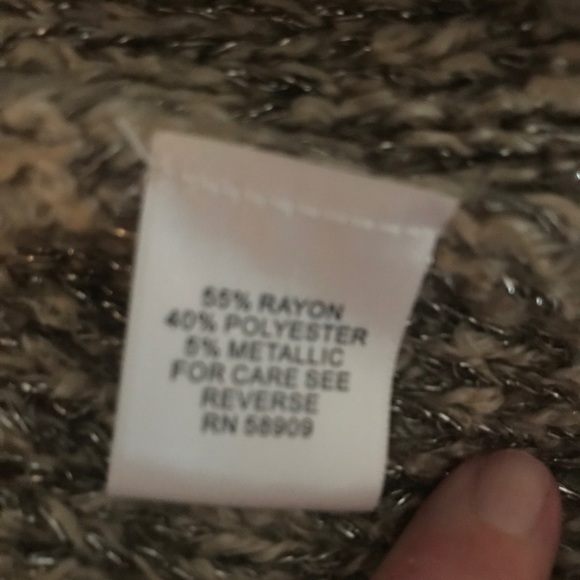 55% RAYON
40% POLYESTER
5% METALLIC
FOR CARE SEE
REVERSE
RN 58909